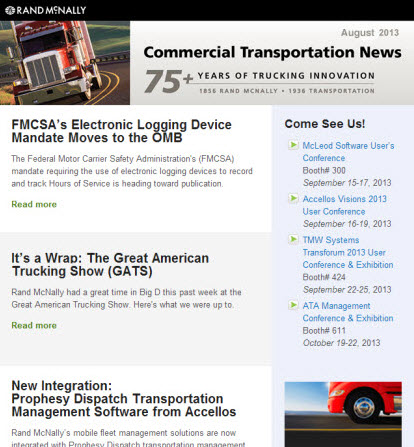 RAND McNALLY
August 2013
Commercial Transportation News
75+ YEARS OF TRUCKING INNOVATION
1856 RAND MCNALLY • 1936 TRANSPORTATION
FMCSA's Electronic Logging Device
Mandate Moves to the OMB
The Federal Motor Carrier Safety Administration's (FMCSA)
mandate requiring the use of electronic logging devices to record
and track Hours of Service is heading toward publication.
Read more
It's a Wrap: The Great American
Trucking Show (GATS)
Rand McNally had a great time in Big D this past week at the
Great American Trucking Show. Here's what we were up to.
Read more
New Integration:
Prophesy Dispatch Transportation
Management Software from Accellos
Rand McNally's mobile fleet management solutions are now
integrated with Prophesy Dispatch transportation management
Come See Us!
McLeod Software User's
Conference
Booth# 300
September 15-17, 2013
Accellos Visions 2013
User Conference
September 16-19, 2013
TMW Systems
Transforum 2013 User
Conference & Exhibition
Booth# 424
September 22-25, 2013
ATA Management
Conference & Exhibition
Booth# 611
October 19-22, 2013